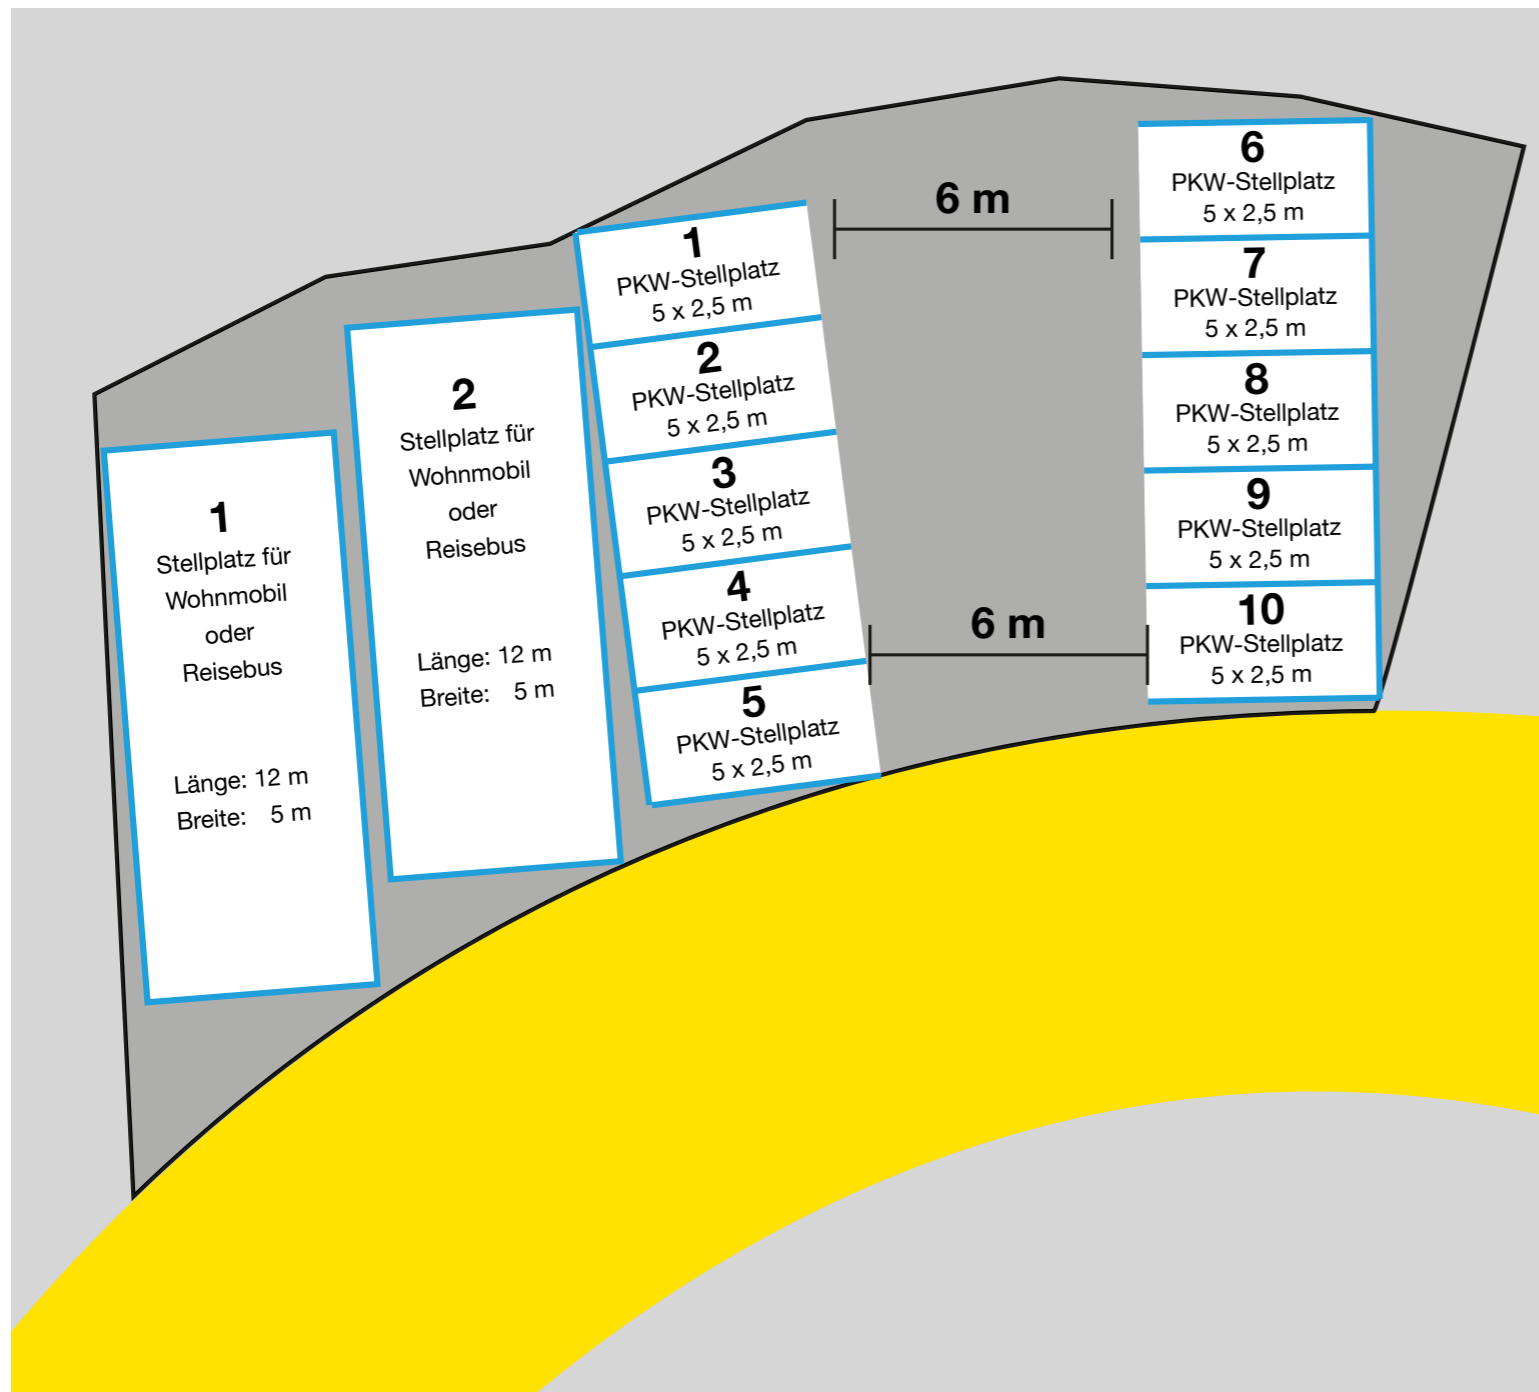 1
Stellplatz für
Wohnmobil
oder
Reisebus
Länge: 12 m
Breite: 5 m
2
Stellplatz für
Wohnmobil
oder
Reisebus
Länge: 12 m
Breite: 5 m
1
PKW-Stellplatz
5 x 2,5 m
2
PKW-Stellplatz
5 x 2,5 m
3
PKW-Stellplatz
5 x 2,5 m
4
PKW-Stellplatz
5 x 2,5 m
5
PKW-Stellplatz
5 x 2,5 m
6 m
6 m
6
PKW-Stellplatz
5 x 2,5 m
7
PKW-Stellplatz
5 x 2,5 m
8
PKW-Stellplatz
5 x 2,5 m
9
PKW-Stellplatz
5 x 2,5 m
10
PKW-Stellplatz
5 x 2,5 m